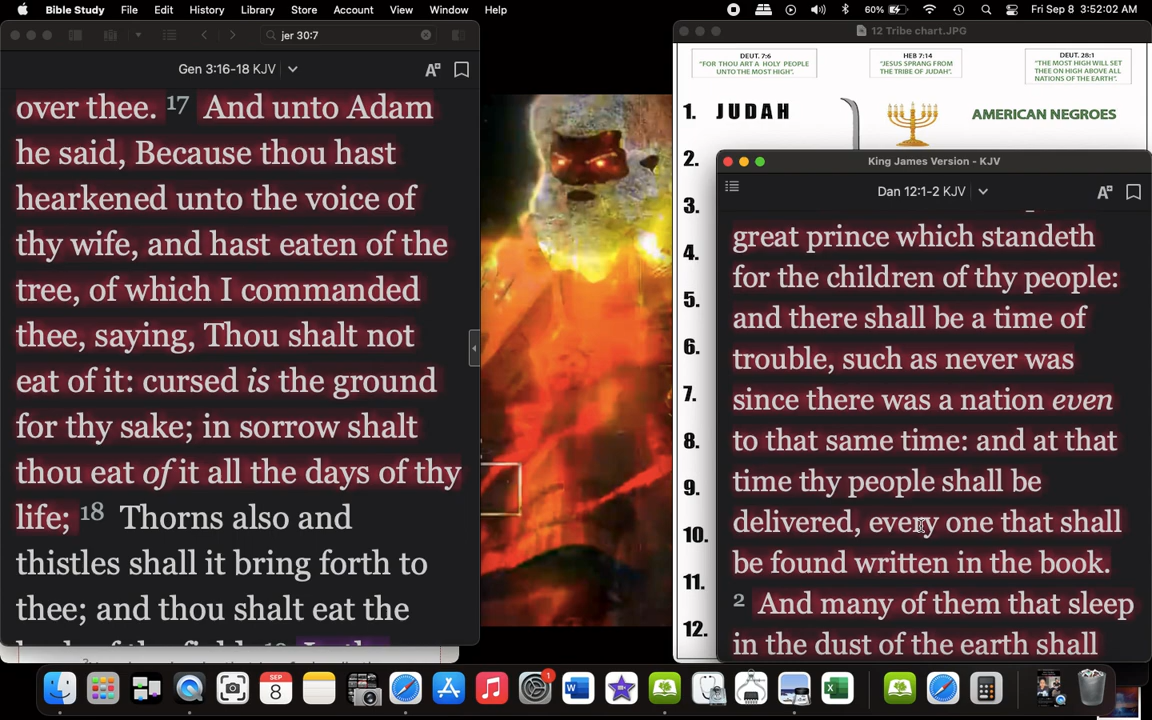 Bible Study File Edit History Library Store Account View Window Help 60% Fri Sep 8 3:52:02 AM
jer 30:7
Gen 3:16-18 KJV
over thee. 17 And unto Adam
he said, Because thou hast
hearkened unto the voice of
thy wife, and hast eaten of the
tree, of which I commanded
thee, saying, Thou shalt not
eat of it: cursed is the ground
for thy sake; in sorrow shalt
thou eat of it all the days of thy
life; 18 Thorns also and
thistles shall it bring forth to
thee; and thou shalt eat the
12 Tribe chart.JPG
DEUT. 7:6
"FOR THOU ART A HOLY PEOPLE
UNTO THE MOST HIGH".
HEB 7:14
"JESUS SPRANG FROM
THE TRIBE OF JUDAH".
DEUT. 28:1
"THE MOST HIGH WILL SET
THEE ON HIGH ABOVE ALL
NATIONS OF THE EARTH".
1. JUDAH AMERICAN NEGROES
2.
3.
4.
5.
6.
7.
8.
9.
10.
11.
12.
King James Version - KJV
Dan 12:1-2 KJV
great prince which standeth
for the children of thy people:
and there shall be a time of
trouble, such as never was
since there was a nation even
to that same time: and at that
time thy people shall be
delivered, every one that shall
be found written in the book.
2 And many of them that sleep
in the dust of the earth shall
SEP
8
1